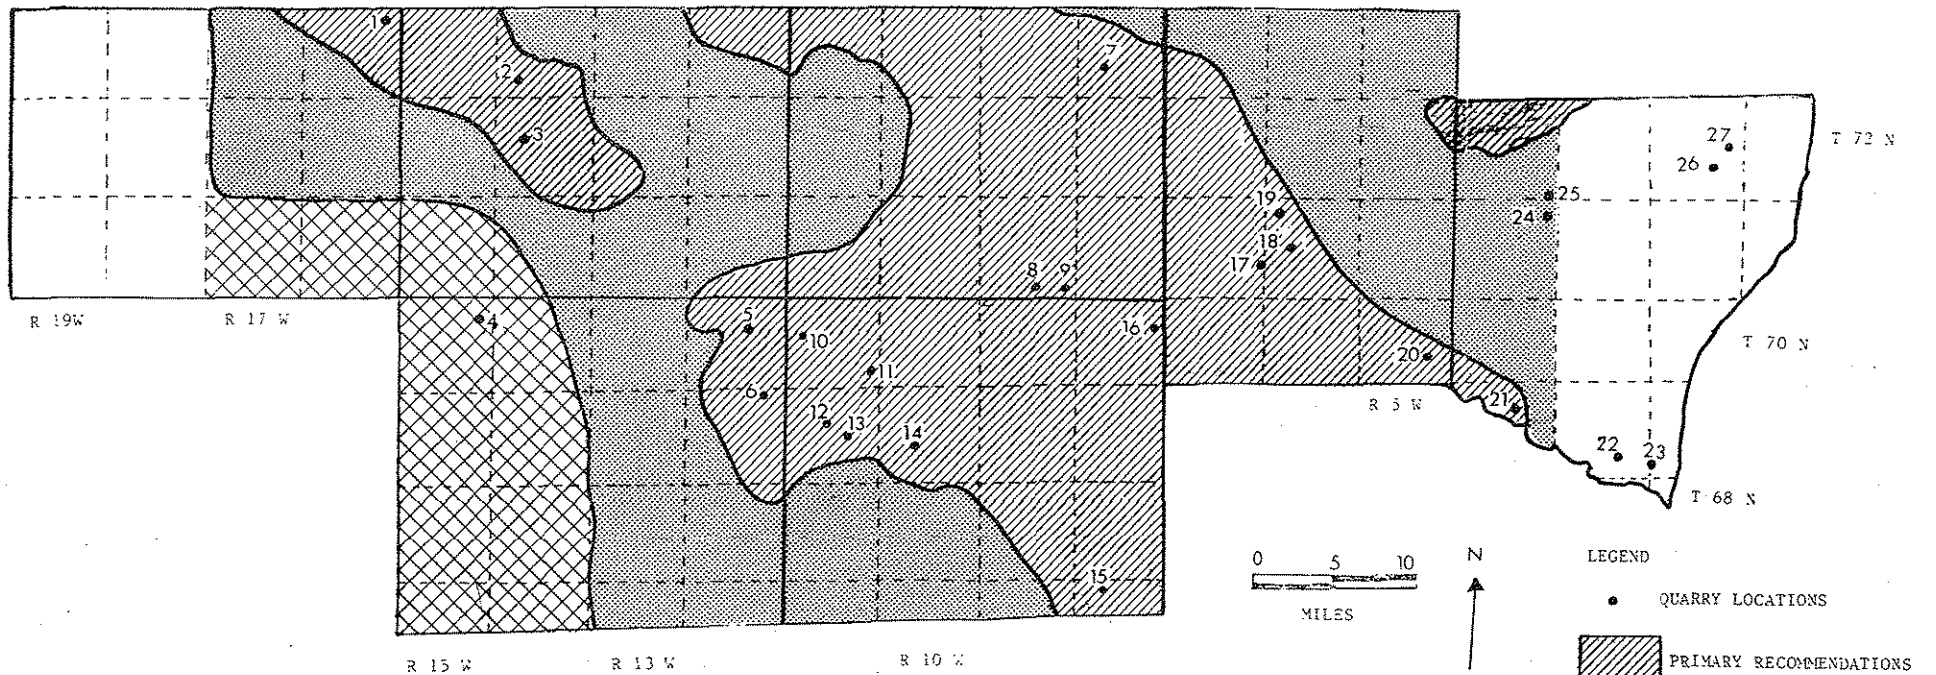 1
2
3
7
27
26
T 72 N
25
24
19
18
17
8 9
R 19W
R 17 W
4
5
10
16
T 70 N
11
20
6
R 5 W
21
12
13
14
22
23
T 68 N
15
0 5 10
MILES
N
LEGEND
QUARRY LOCATIONS
R 15 W
R 13 W
R 10 W
PRIMARY RECOMMENDATIONS